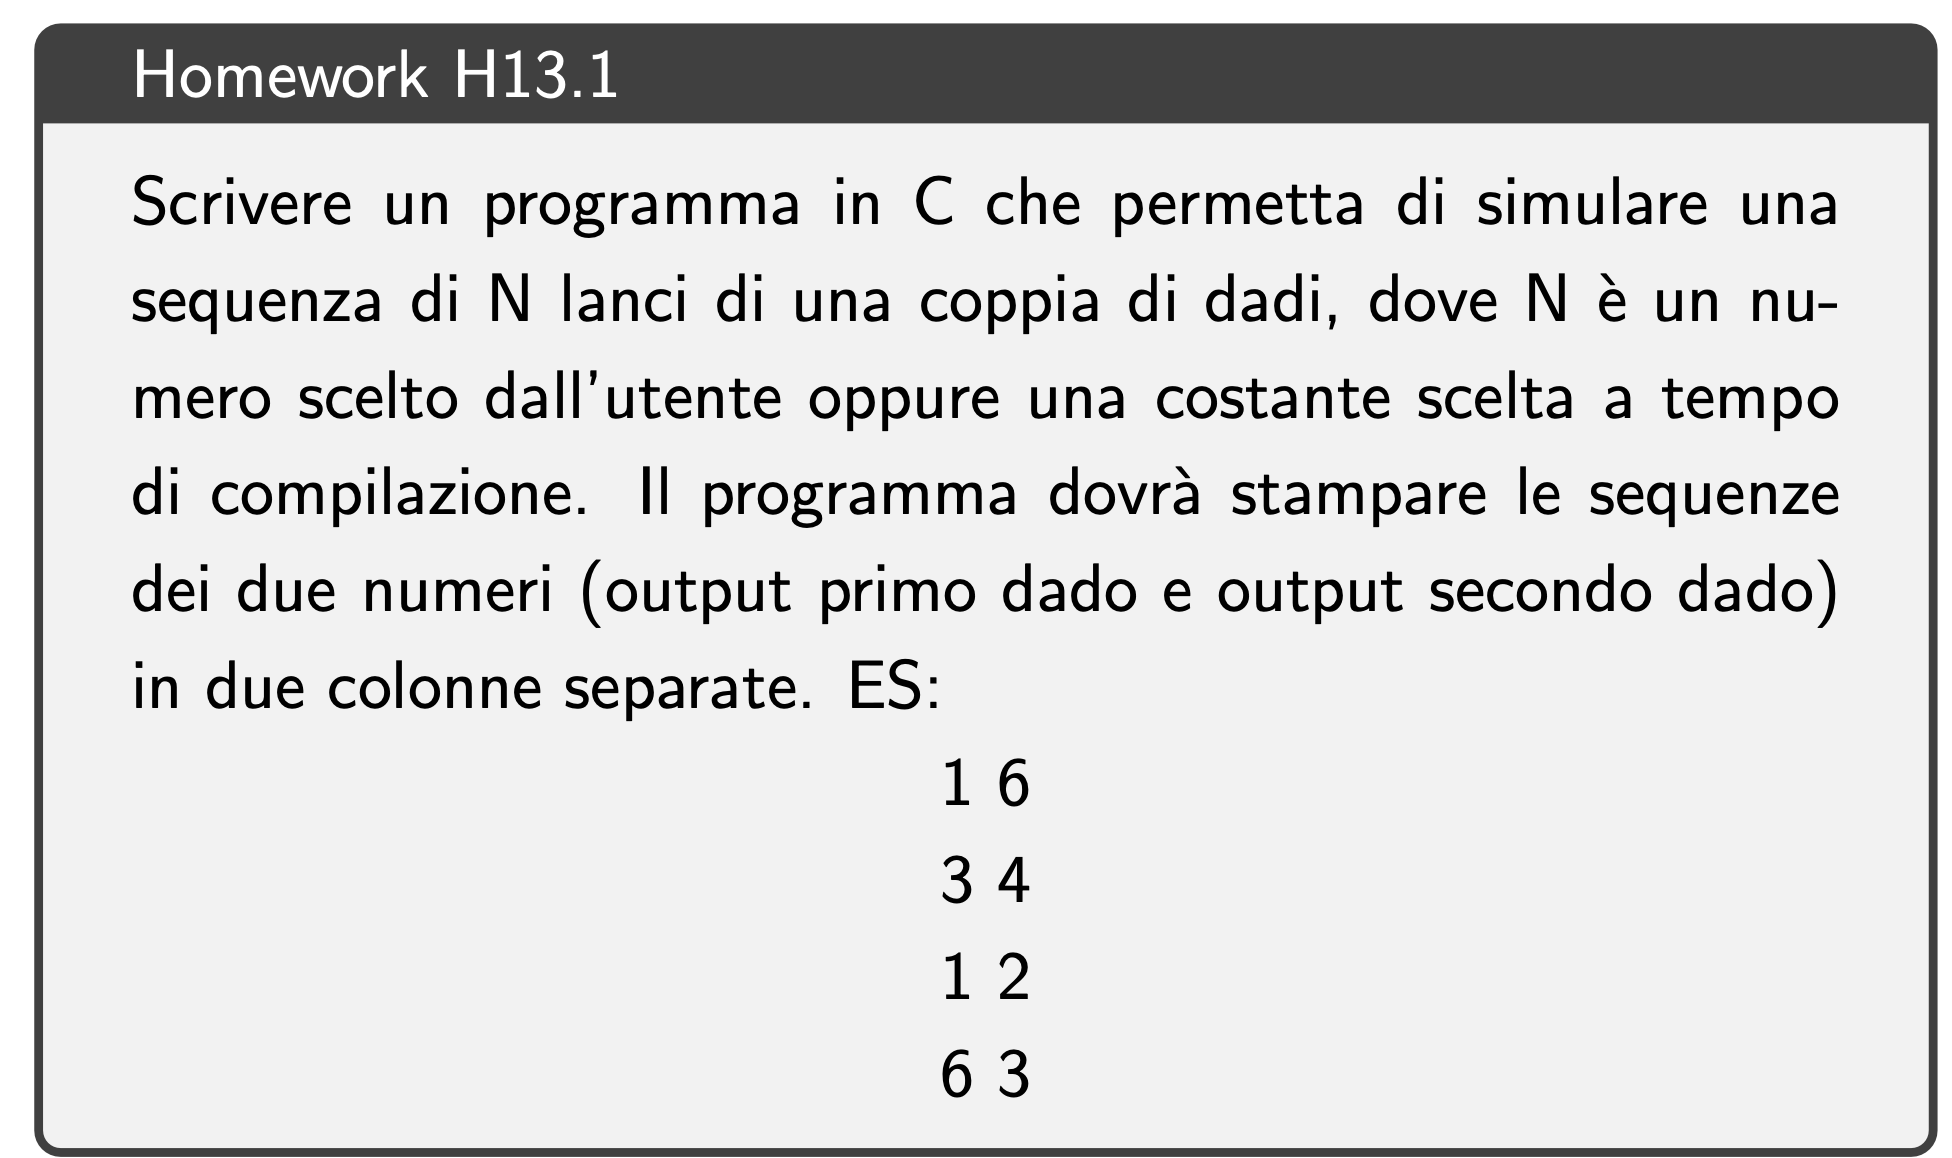 Homework H13.1
Scrivere un programma in C che permetta di simulare una
sequenza di N lanci di una coppia di dadi, dove N è un nu-
mero scelto dall'utente oppure una costante scelta a tempo
di compilazione. Il programma dovrà stampare le sequenze
dei due numeri (output primo dado e output secondo dado)
in due colonne separate. ES:
1 6
3 4
1 2
6 3